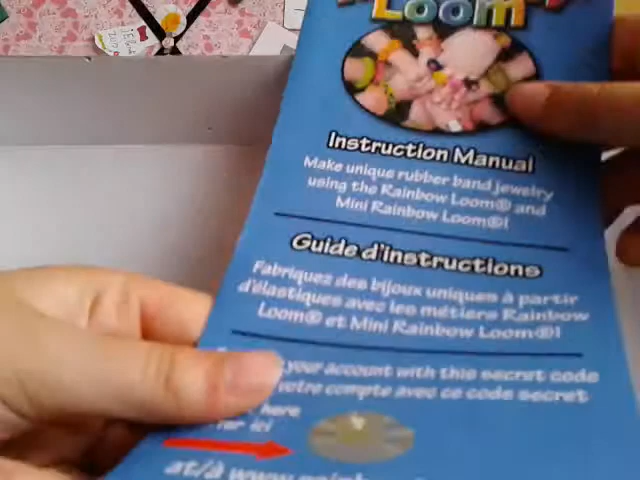 Loom
Instruction Manual
Make unique rubber band jewelry
using the Rainbow Loom® and
Mini Rainbow Loom®!
Guide d'instructions
Fabriquez des bijoux uniques à partir
d'élastiques avec les métiers Rainbow
Loom® et Mini Rainbow Loom®!
your account with this secret code
votre compte avec ce code secret
here
ici
at/à www.